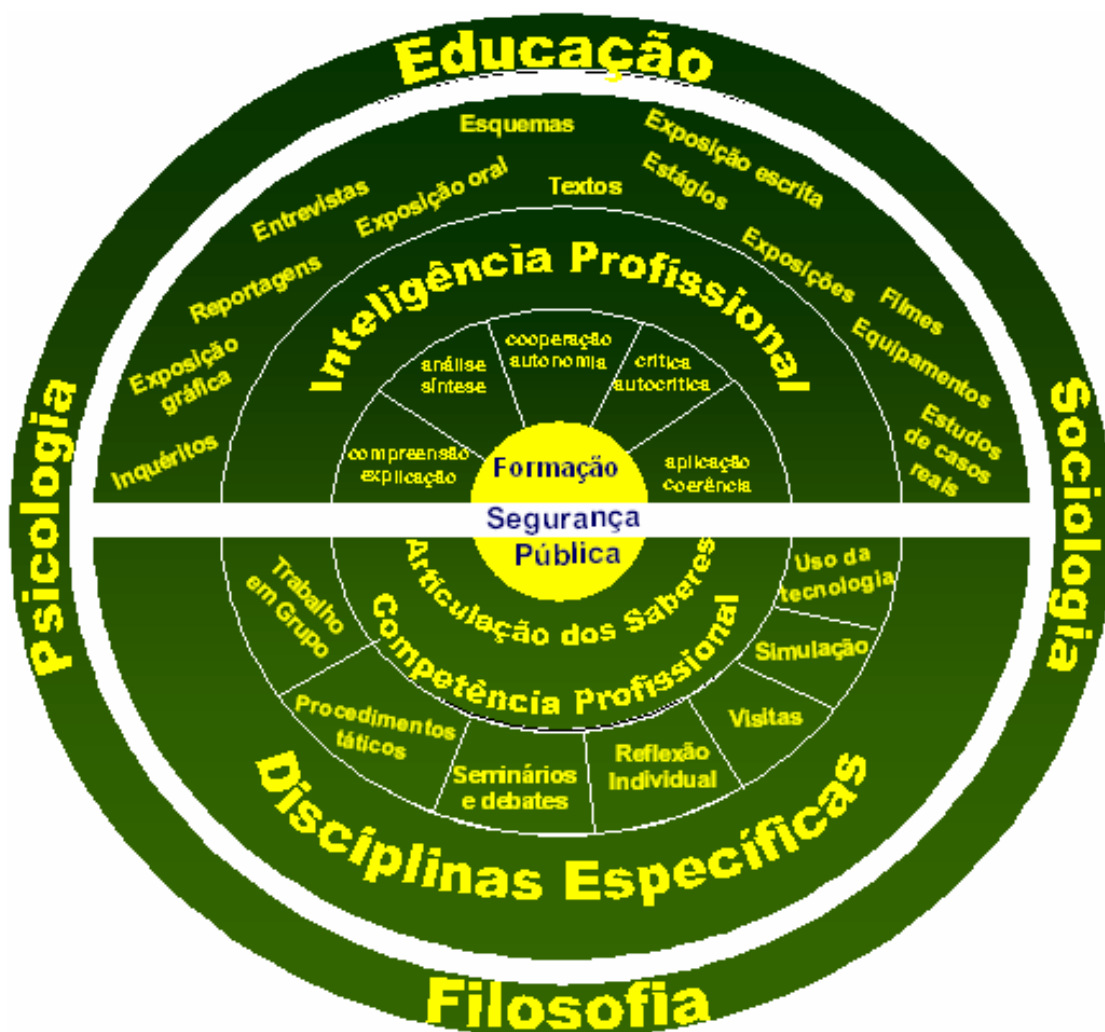 Educação
Psicologia
Sociologia
Filosofia
Esquemas
Exposição escrita
Entrevistas
Exposição oral
Textos
Estágios
Reportagens
Exposições
Filmes
Exposição
gráfica
Equipamentos
Inquéritos
Estudos
de casos
reais
Inteligência Profissional
compreensão
explicação
análise
síntese
cooperação
autonomia
crítica
autocrítica
aplicação
coerência
Formação
Segurança
Pública
Articulação dos Saberes
Competência Profissional
Trabalho
em Grupo
Procedimentos
táticos
Seminários
e debates
Reflexão
Individual
Visitas
Simulação
Uso da
tecnologia
Disciplinas Específicas